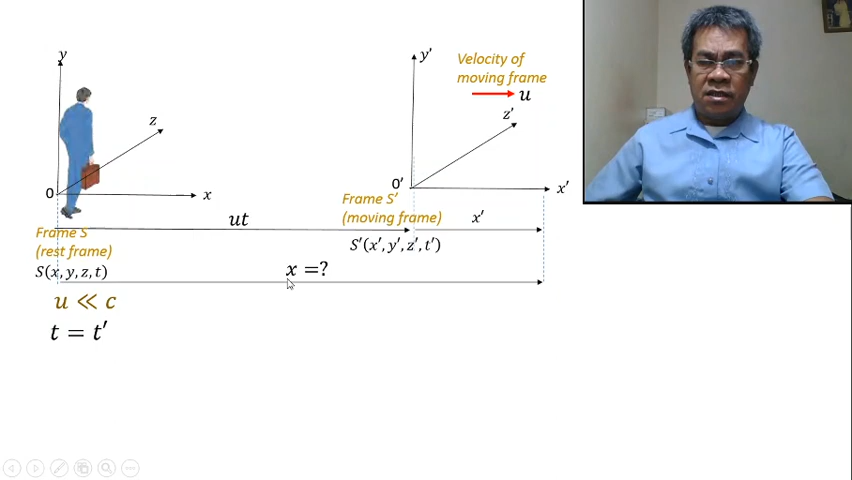 y
y'
Velocity of
moving frame
u
z
z'
0
x
0'
x'
Frame S'
(moving frame)
x'
ut
Frame S
(rest frame)
S'(x', y', z', t')
S(x, y, z, t)
x =?
u ≪ c
t = t'